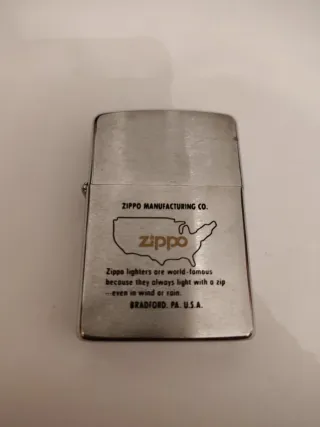 ZIPPO MANUFACTURING CO.
zippo
Zippo lighters are world-famous
because they always light with a zip
—even in wind or rain.
BRADFORD. PA. U.S.A.